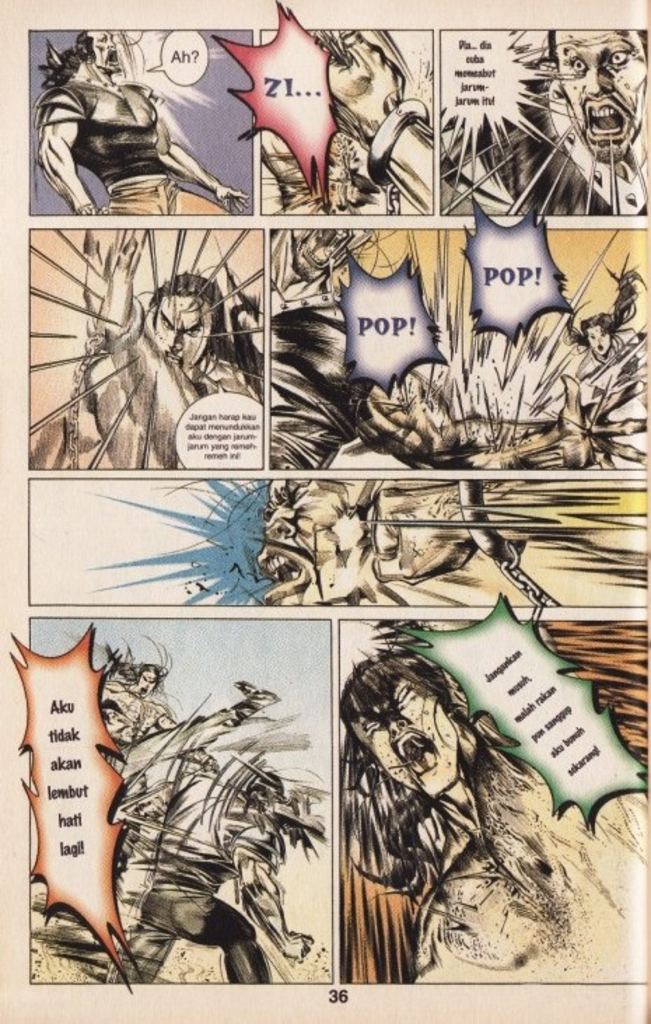 Ah?
ZI...
Dia... dia
cuba
mencabut
jarum-
jarum itu!
Jangan harap kau
dapat menundukkan
aku dengan jarum-
jarum yang remeh-
remeh ini!
POP!
POP!
Aku
tidak
akan
lembut
hati
lagi!
Jangankan
musuh,
malah rakan
pun sanggup
aku bunuh
sekarang!
36